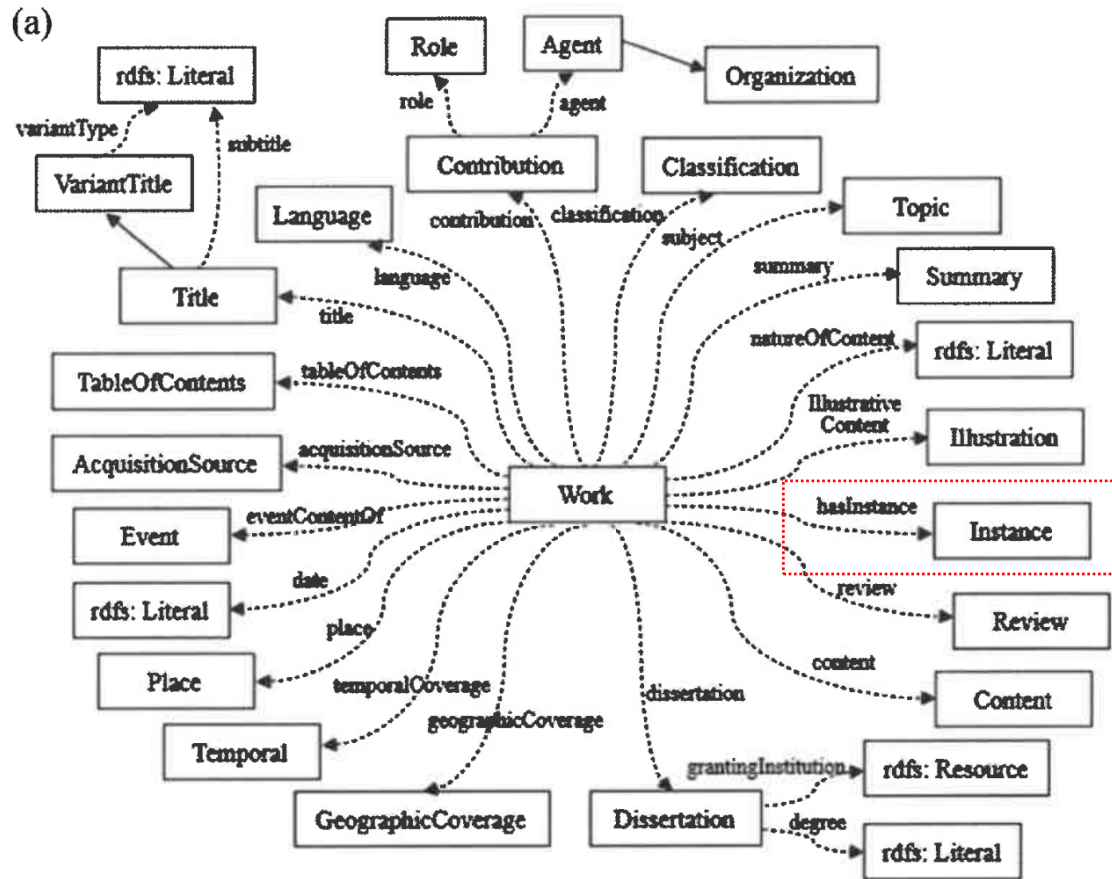 (a)
Role
Agent
Organization
rdfs: Literal
role
agent
variantType
subtitle
VariantTitle
Contribution
Classification
Language
contribution
classification
Topic
subject
language
summary
Summary
Title
title
natureOfContent
rdfs: Literal
TableOfContents
tableOfContents
Illustrative
Content
Illustration
AcquisitionSource
acquisitionSource
Work
hasInstance
Instance
Event
eventContentOf
date
review
rdfs: Literal
Review
place
Place
content
temporalCoverage
dissertation
Content
geographicCoverage
Temporal
grantingInstitution
rdfs: Resource
GeographicCoverage
Dissertation
degree
rdfs: Literal